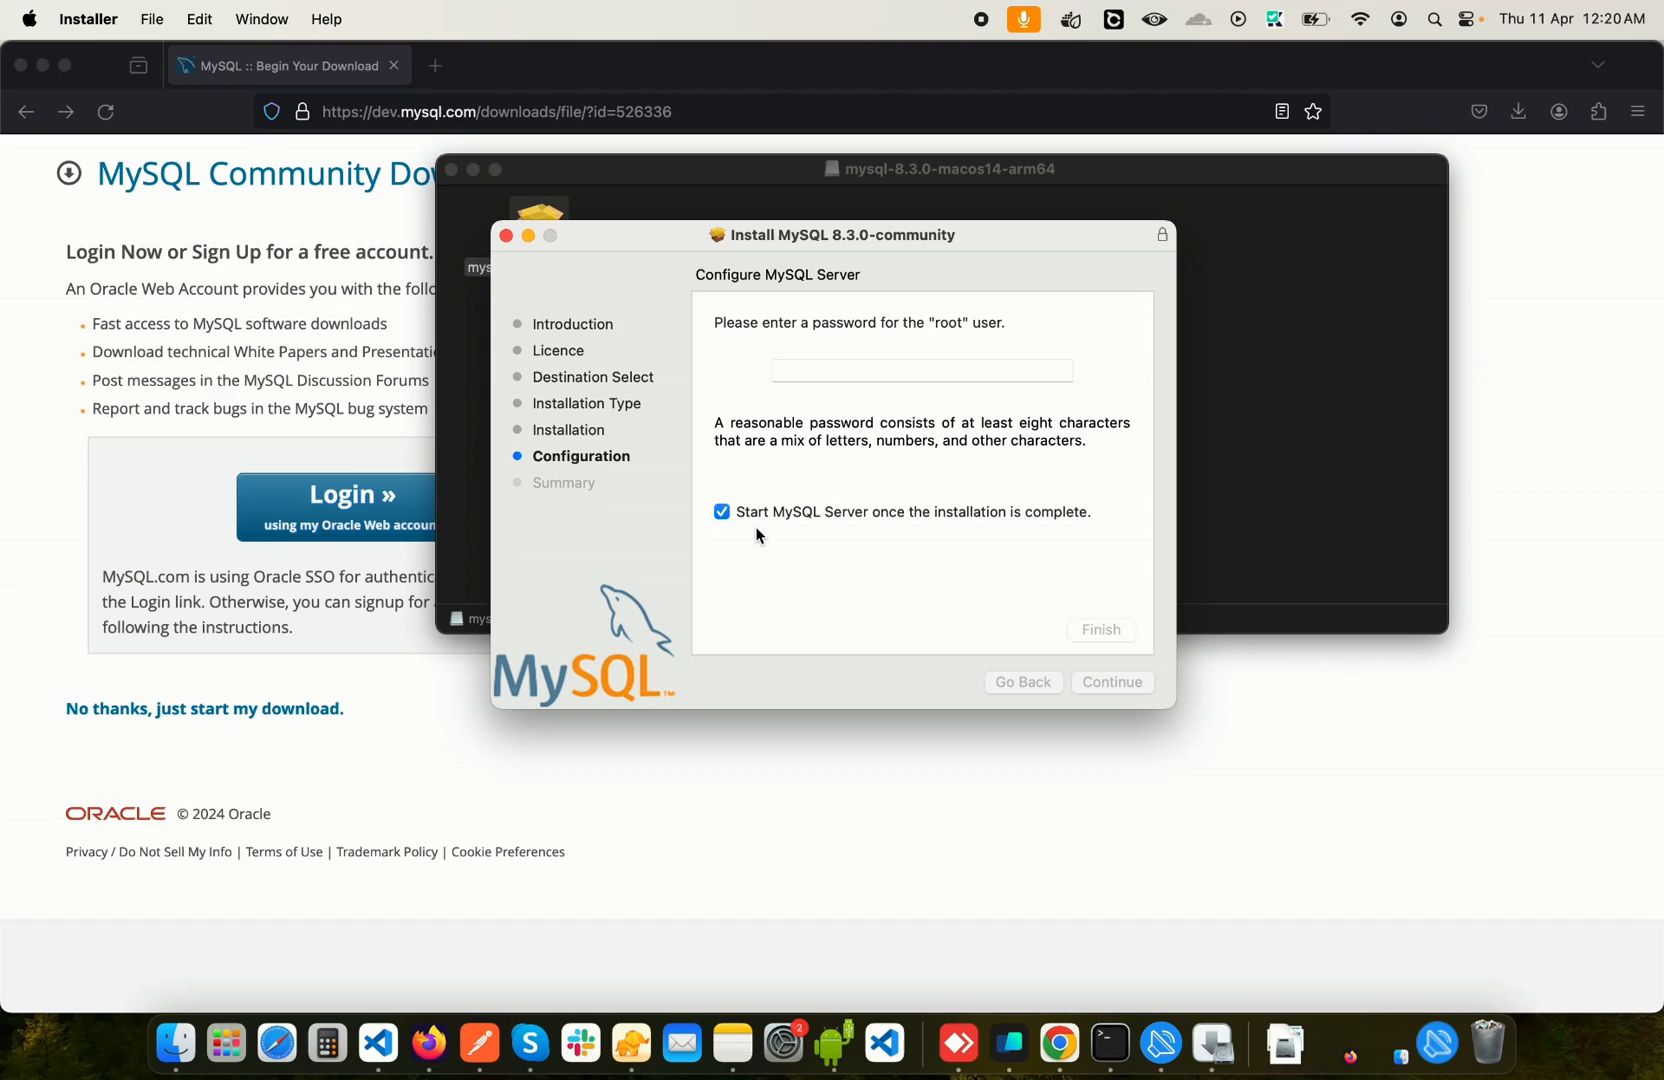 Installer File Edit Window Help
Thu 11 Apr 12:20 AM
MySQL :: Begin Your Download
https://dev.mysql.com/downloads/file/?id=526336
MySQL Community Do
mysql-8.3.0-macos14-arm64
Login Now or Sign Up for a free account.
An Oracle Web Account provides you with the follo
Fast access to MySQL software downloads
Download technical White Papers and Presentati
Post messages in the MySQL Discussion Forums
Report and track bugs in the MySQL bug system
Login »
using my Oracle Web accoun
MySQL.com is using Oracle SSO for authentic
the Login link. Otherwise, you can signup for
following the instructions.
No thanks, just start my download.
ORACLE © 2024 Oracle
Privacy / Do Not Sell My Info | Terms of Use | Trademark Policy | Cookie Preferences
mys
mys
Install MySQL 8.3.0-community
Configure MySQL Server
Introduction
Licence
Destination Select
Installation Type
Installation
Configuration
Summary
MySQL™
Please enter a password for the "root" user.
A reasonable password consists of at least eight characters
that are a mix of letters, numbers, and other characters.
Start MySQL Server once the installation is complete.
Finish
Go Back Continue
2